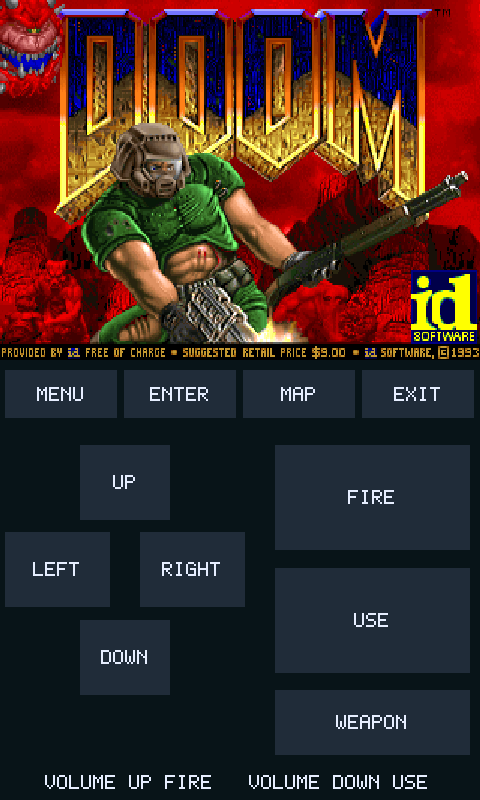 DOOM™
id
SOFTWARE
PROVIDED BY id FREE OF CHARGE * SUGGESTED RETAIL PRICE $9.00 * id SOFTWARE, © 1993
MENU ENTER MAP EXIT
UP
FIRE
LEFT RIGHT
USE
DOWN
WEAPON
VOLUME UP FIRE VOLUME DOWN USE